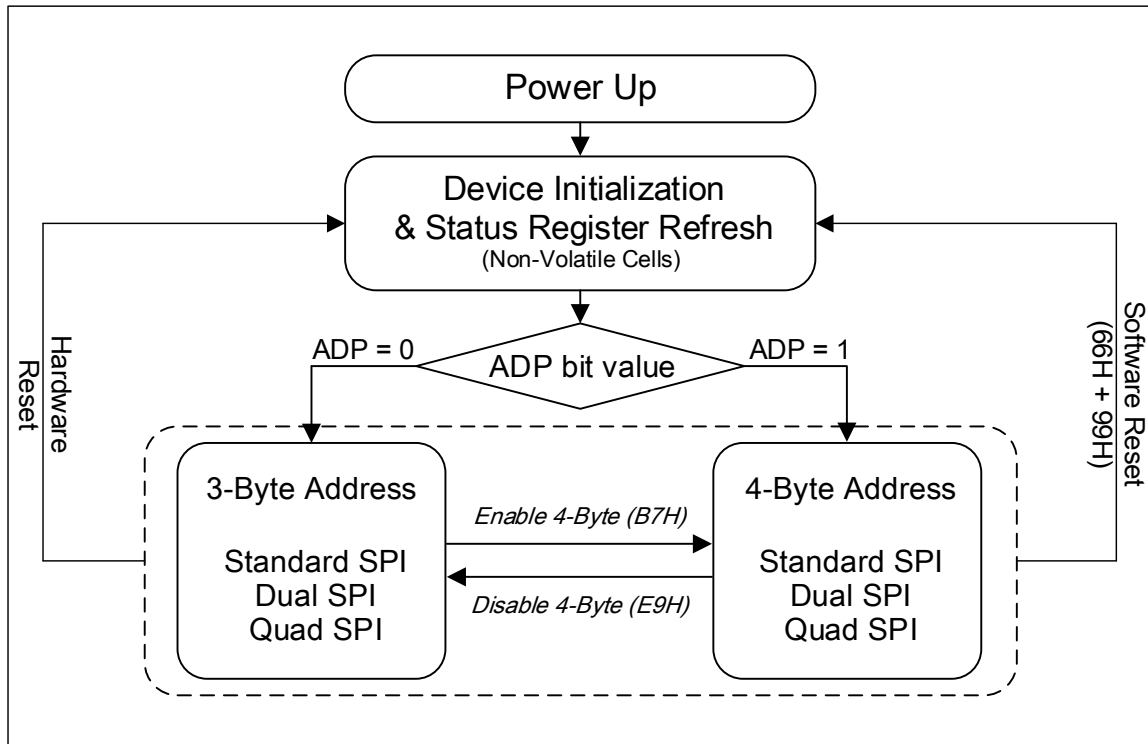 Power Up
Device Initialization
& Status Register Refresh
(Non-Volatile Cells)
ADP = 0
ADP bit value
ADP = 1
Hardware
Reset
Software Reset
(66H + 99H)
3-Byte Address
Standard SPI
Dual SPI
Quad SPI
Enable 4-Byte (B7H)
Disable 4-Byte (E9H)
4-Byte Address
Standard SPI
Dual SPI
Quad SPI